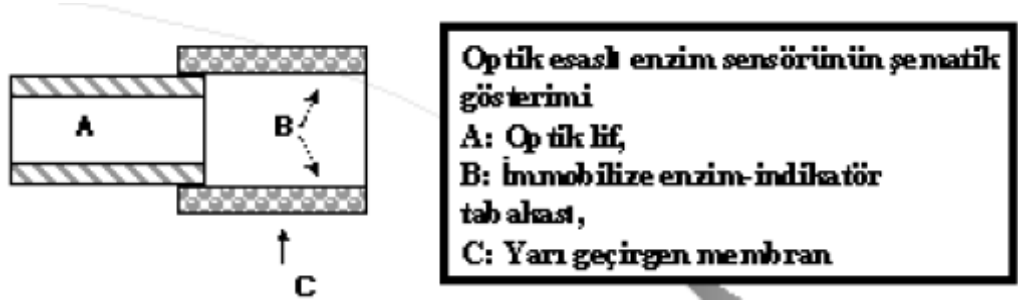 A
B
C
Optik esaslı enzim sensörünün şematik
gösterimi
A: Optik lif,
B: İmmobilize enzim-indikatör
tabakası,
C: Yarı geçirgen membran